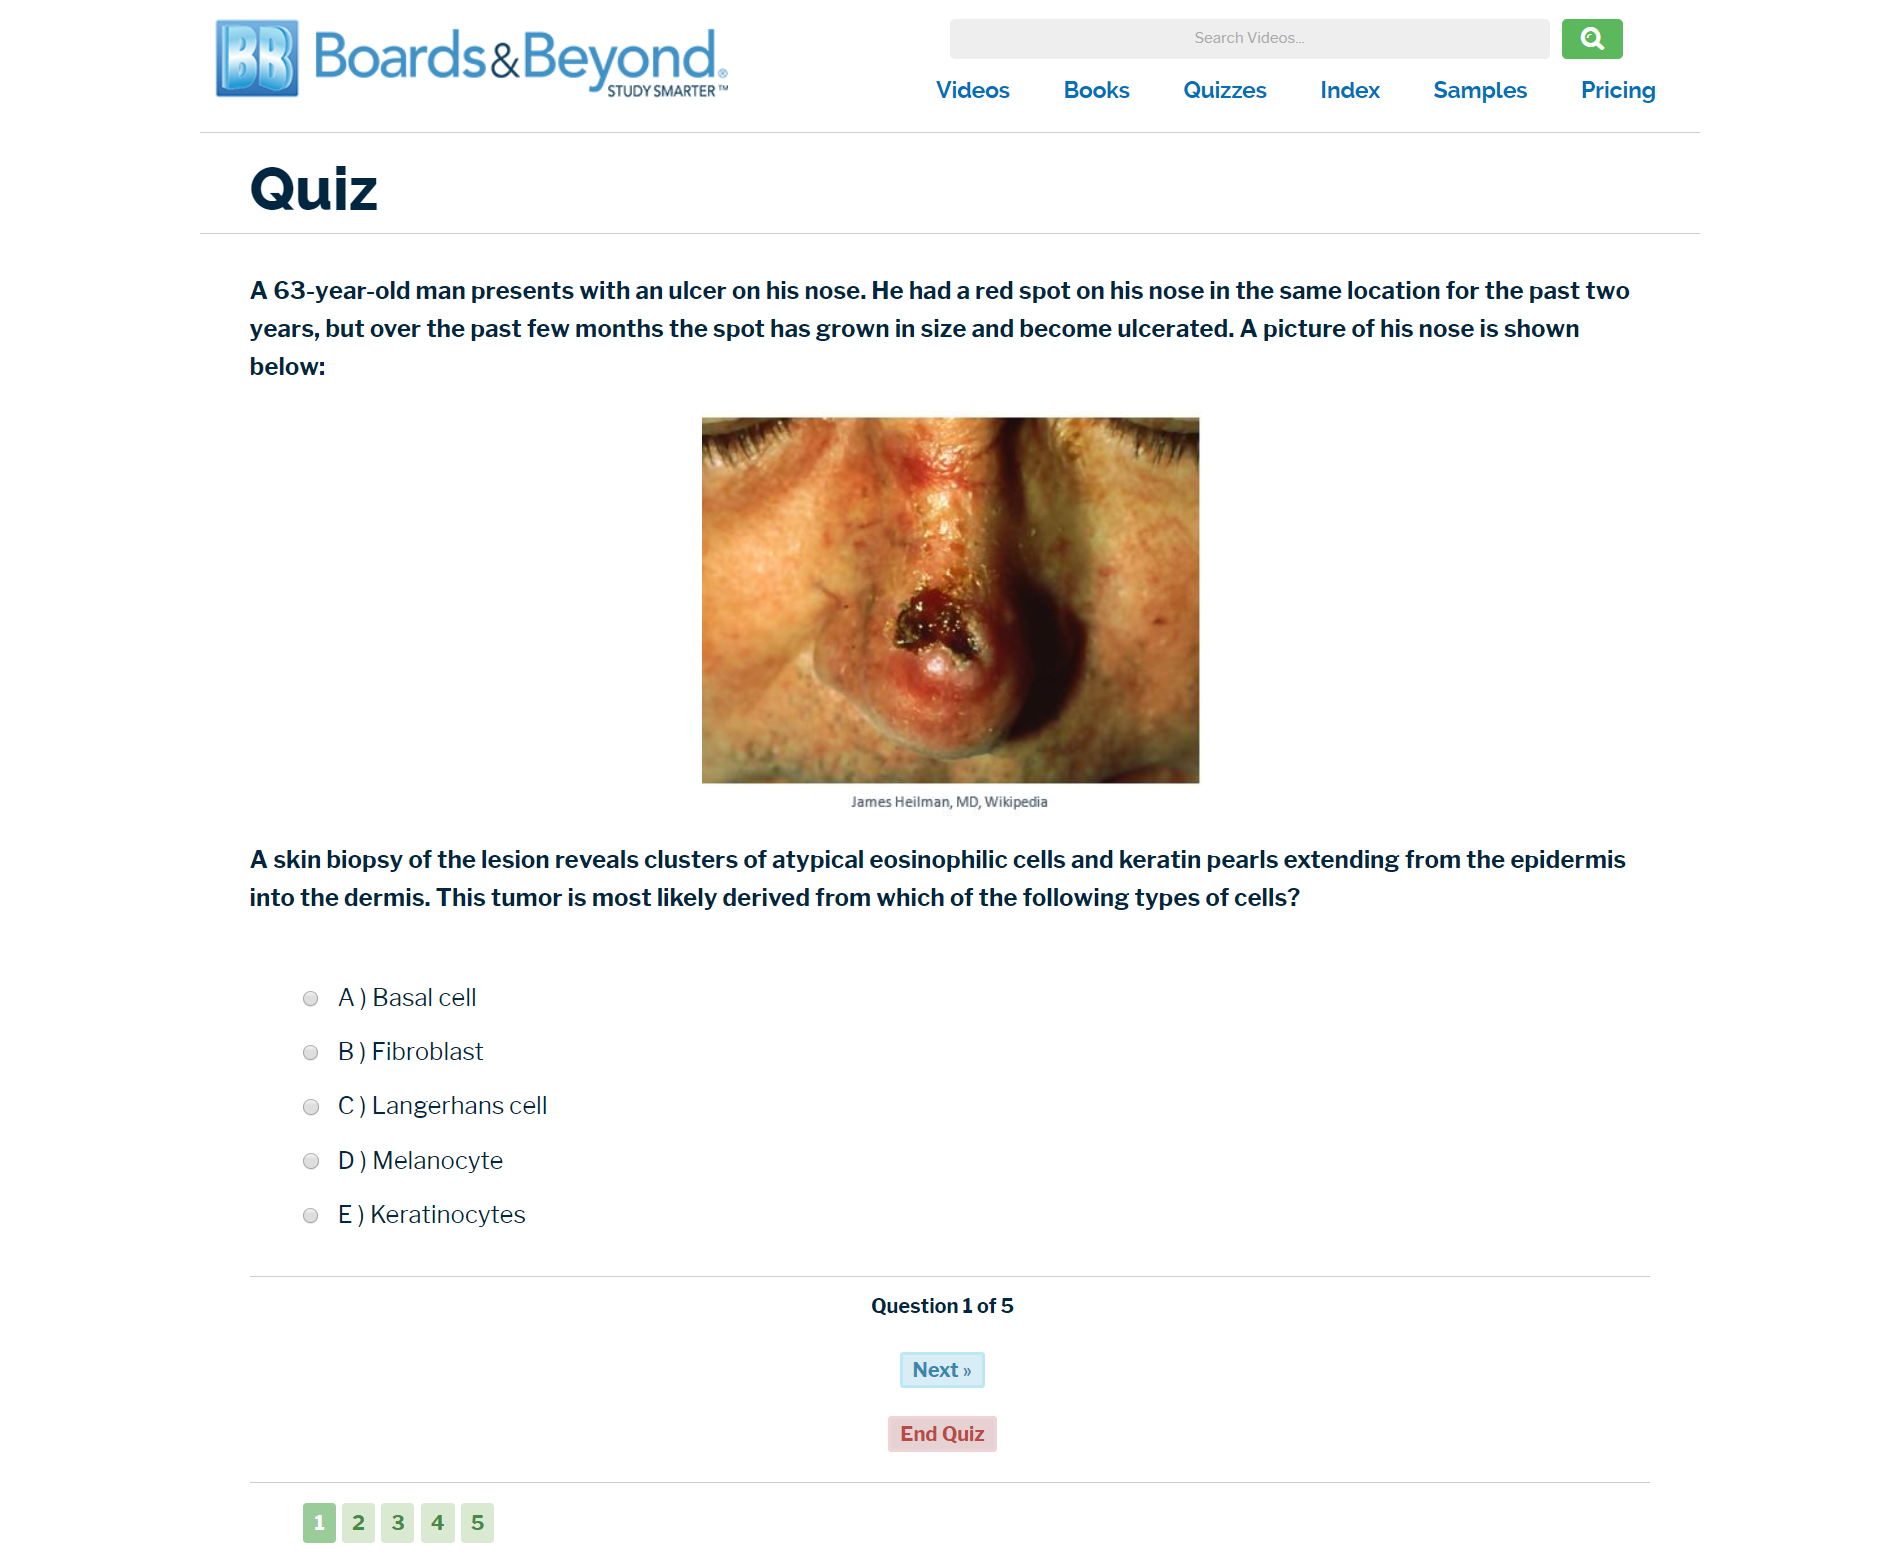 BB Boards&Beyond®
STUDY SMARTER™
Search Videos...
Videos Books Quizzes Index Samples Pricing
Quiz
A 63-year-old man presents with an ulcer on his nose. He had a red spot on his nose in the same location for the past two
years, but over the past few months the spot has grown in size and become ulcerated. A picture of his nose is shown
below:
James Heilman, MD, Wikipedia
A skin biopsy of the lesion reveals clusters of atypical eosinophilic cells and keratin pearls extending from the epidermis
into the dermis. This tumor is most likely derived from which of the following types of cells?
A ) Basal cell
B ) Fibroblast
C ) Langerhans cell
D ) Melanocyte
E ) Keratinocytes
Question 1 of 5
Next »
End Quiz
1 2 3 4 5